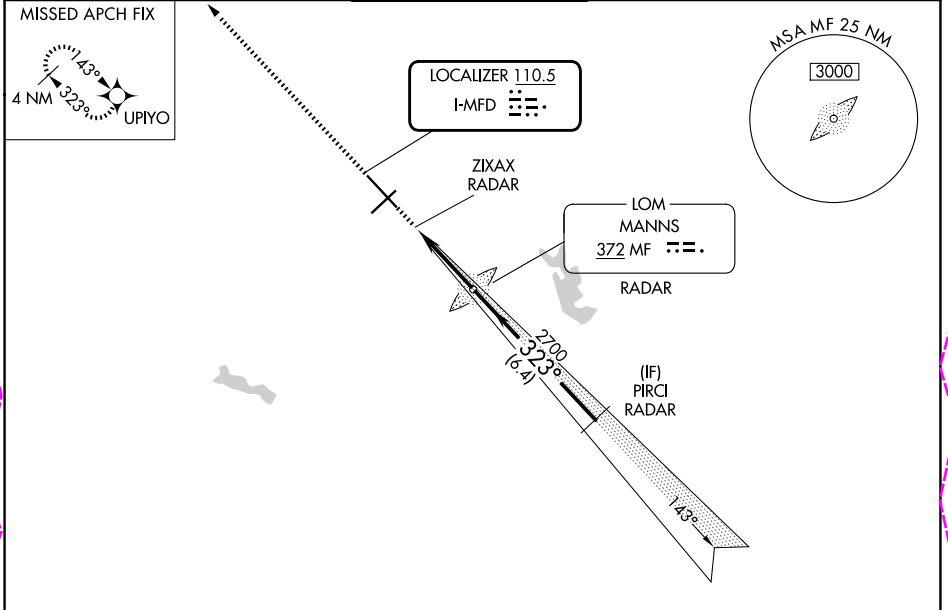 MISSED APCH FIX
143°
4 NM
323°
UPIYO
LOCALIZER 110.5
I-MFD
MSA MF 25 NM
3000
ZIXAX
RADAR
LOM
MANNS
372 MF
RADAR
2700
323°
(6.4)
(IF)
PIRCI
RADAR
143°